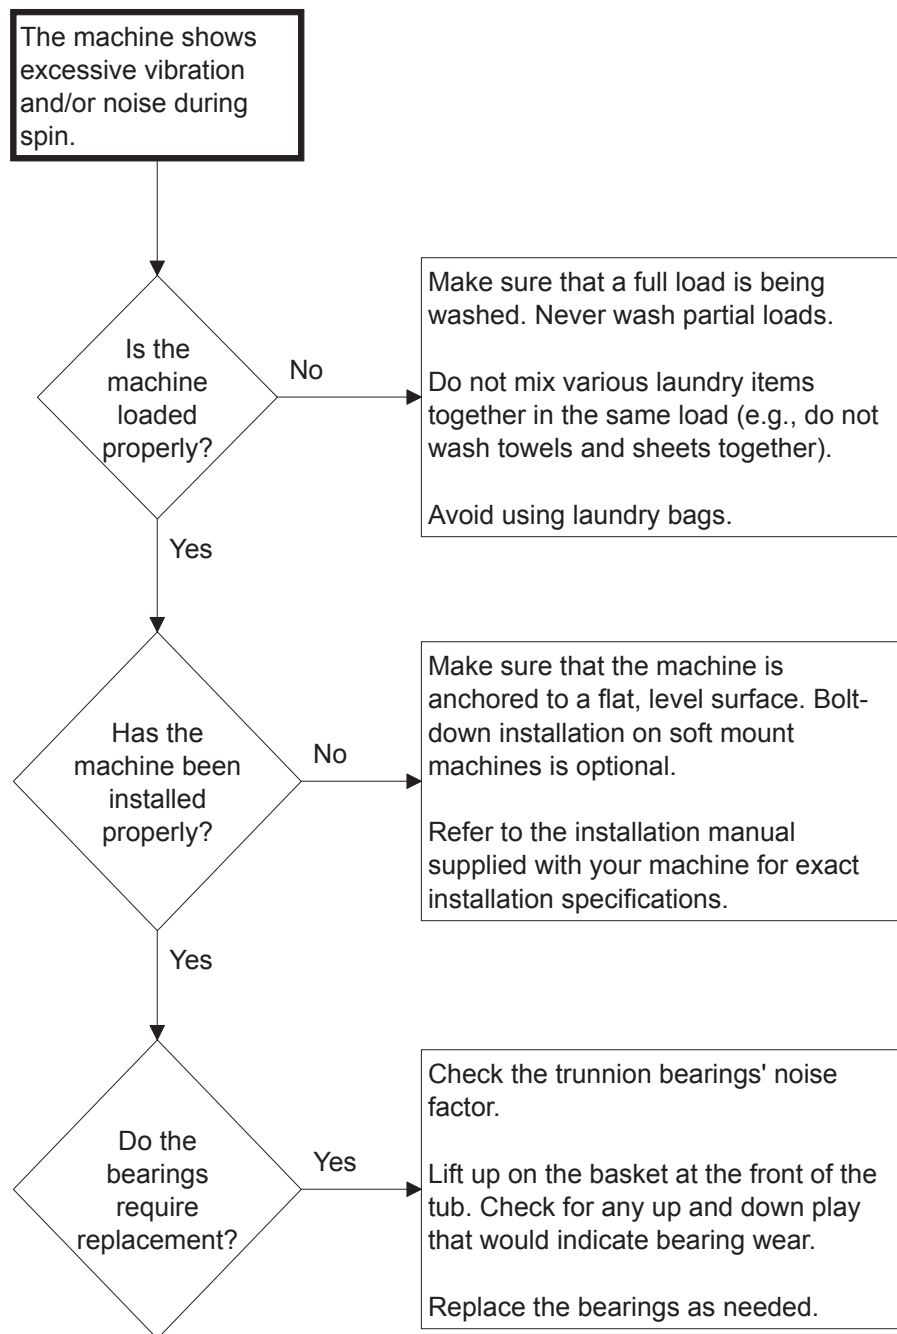 The machine shows
excessive vibration
and/or noise during
spin.
Is the
machine
loaded
properly?
No
Make sure that a full load is being
washed. Never wash partial loads.
Do not mix various laundry items
together in the same load (e.g., do not
wash towels and sheets together).
Avoid using laundry bags.
Yes
Has the
machine been
installed
properly?
No
Make sure that the machine is
anchored to a flat, level surface. Bolt-
down installation on soft mount
machines is optional.
Refer to the installation manual
supplied with your machine for exact
installation specifications.
Yes
Do the
bearings
require
replacement?
Yes
Check the trunnion bearings' noise
factor.
Lift up on the basket at the front of the
tub. Check for any up and down play
that would indicate bearing wear.
Replace the bearings as needed.